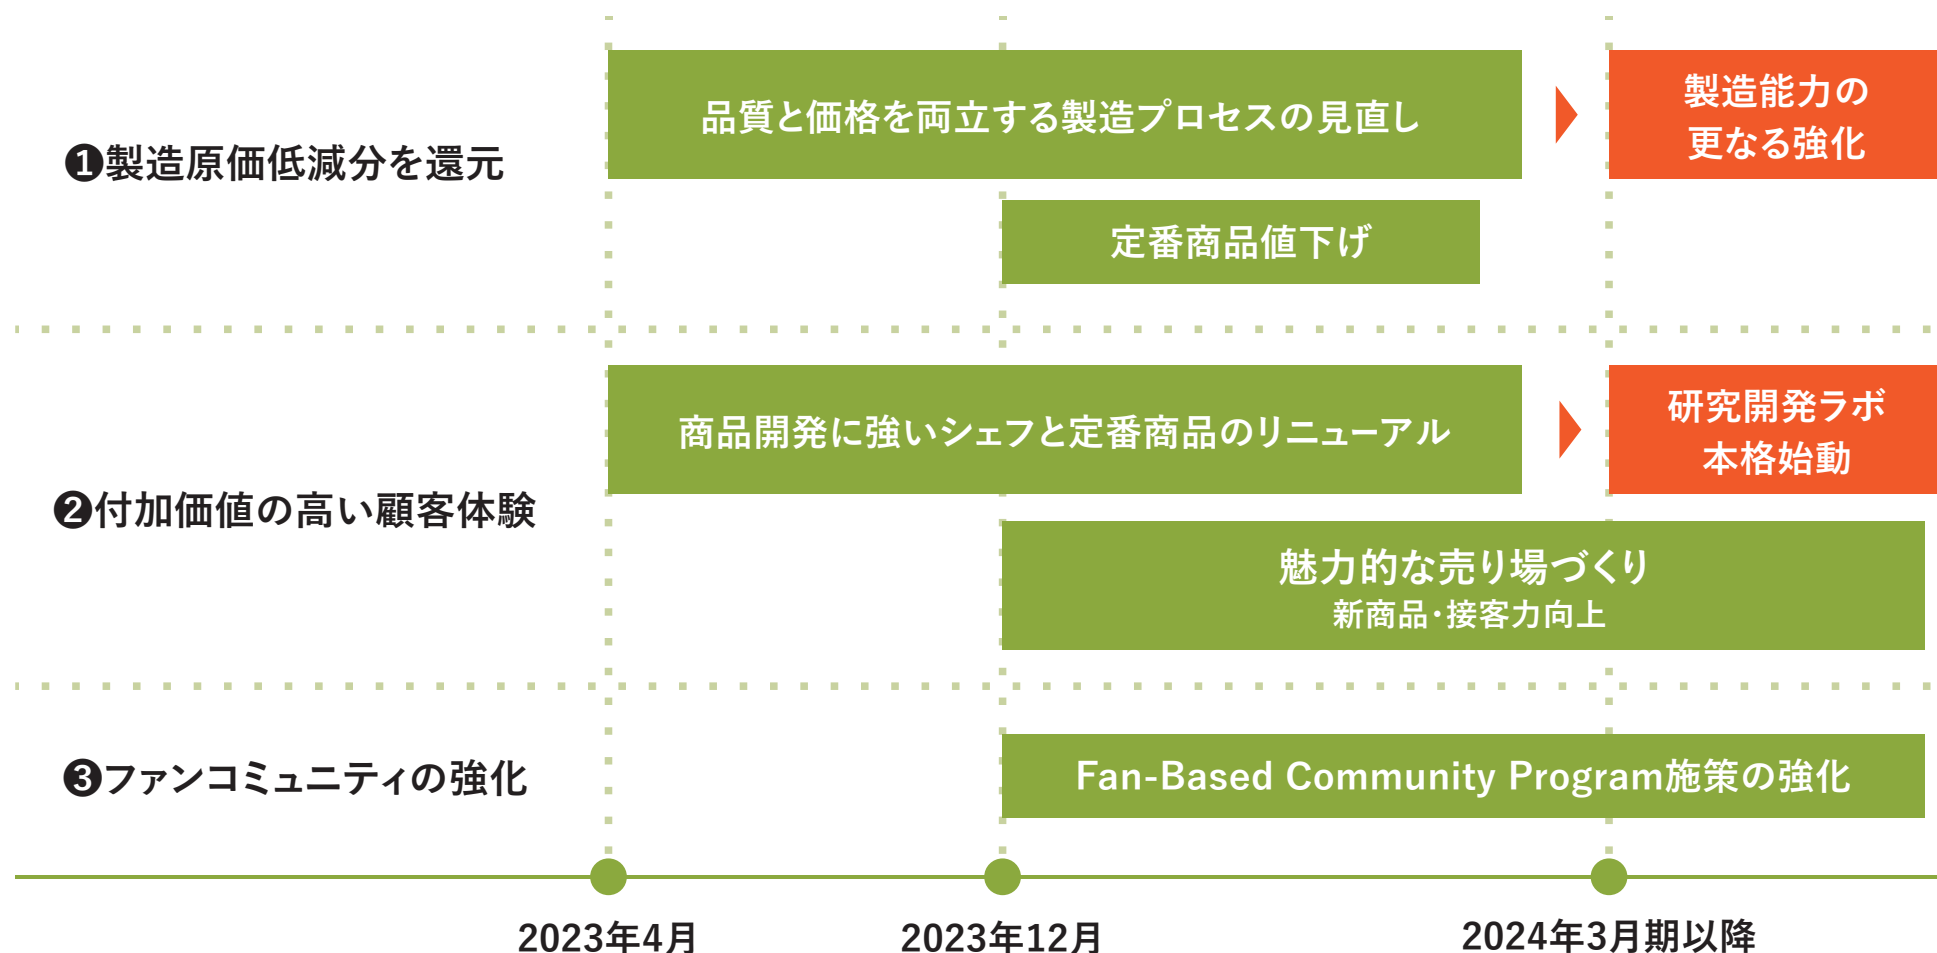 ❶製造原価低減分を還元
品質と価格を両立する製造プロセスの見直し
製造能力の
更なる強化
定番商品値下げ
❷付加価値の高い顧客体験
商品開発に強いシェフと定番商品のリニューアル
研究開発ラボ
本格始動
魅力的な売り場づくり
新商品・接客力向上
❸ファンコミュニティの強化
Fan-Based Community Program施策の強化
2023年4月
2023年12月
2024年3月期以降